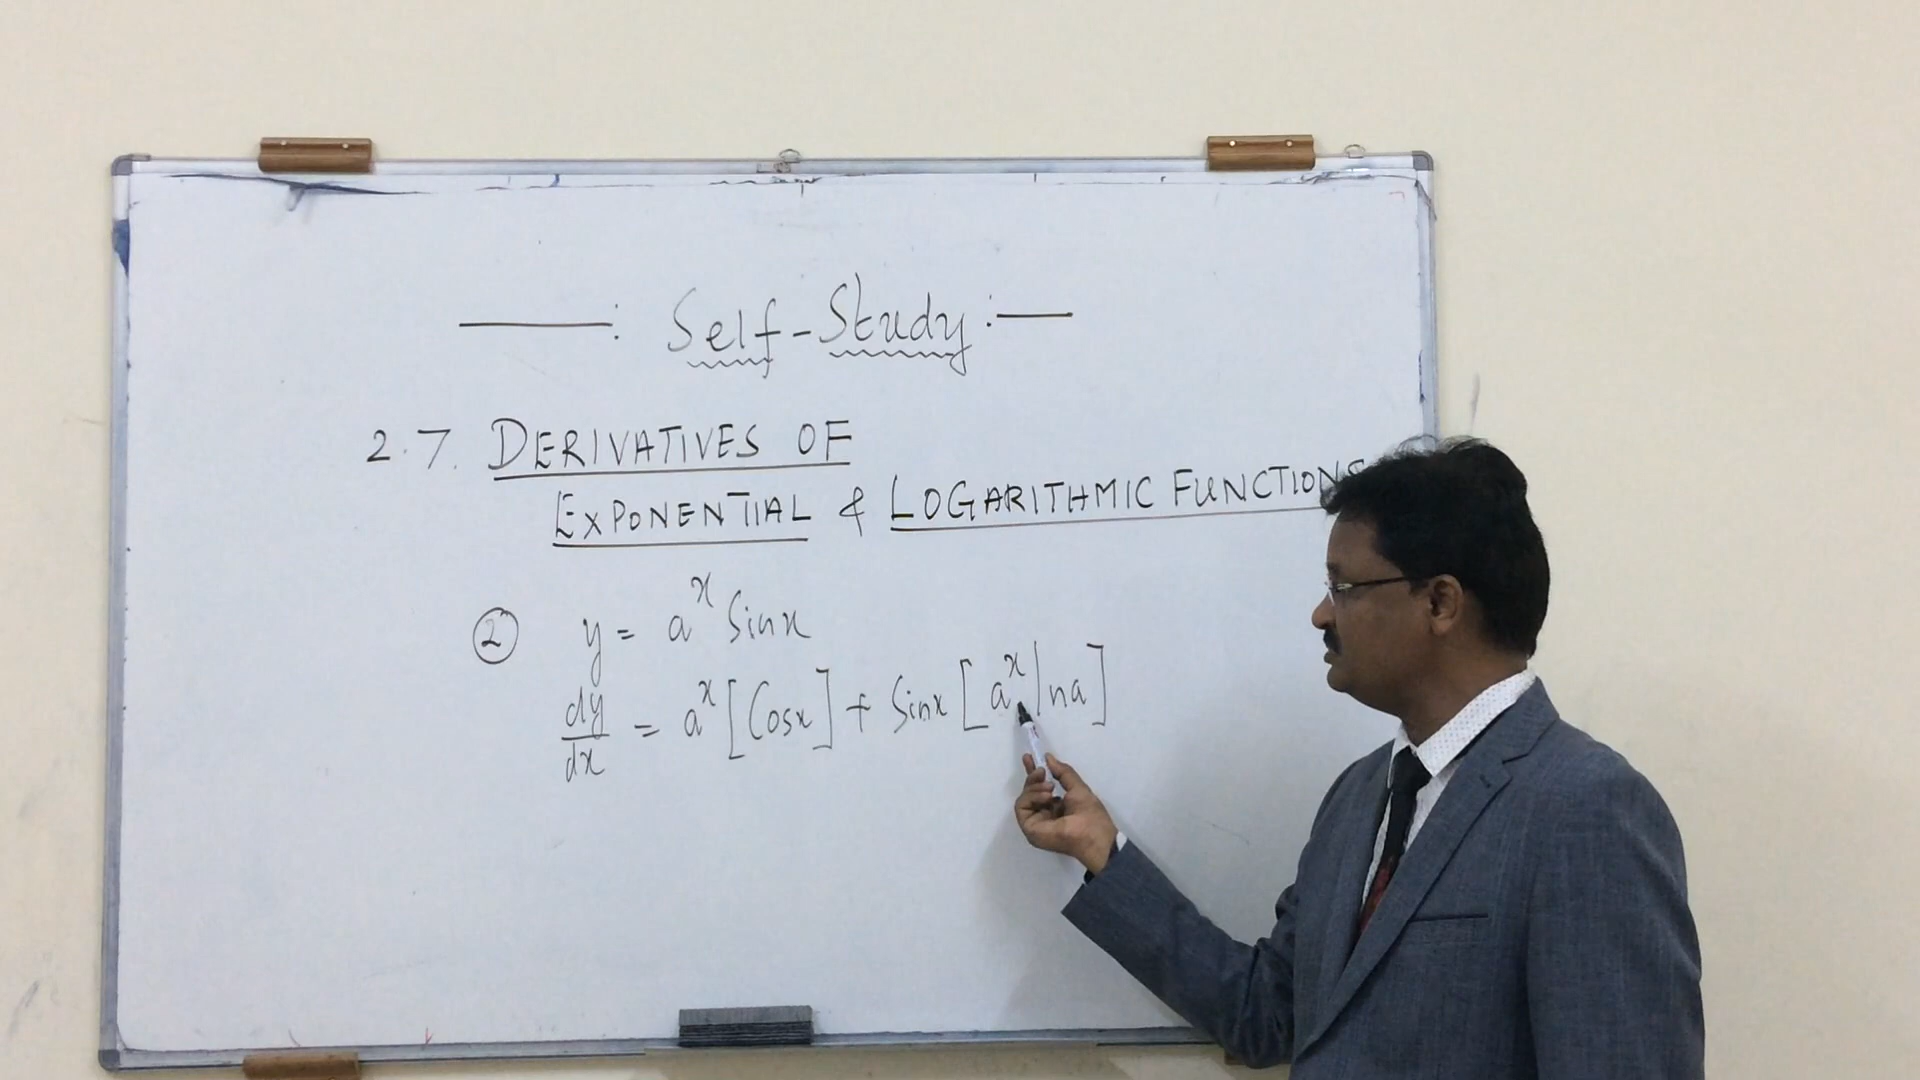 : Self-Study :
2.7. DERIVATIVES OF
EXPONENTIAL & LOGARITHMIC FUNCTIONS
② y = a^x Sinx
dy/dx = a^x [Cosx] + Sinx [a^x lna]